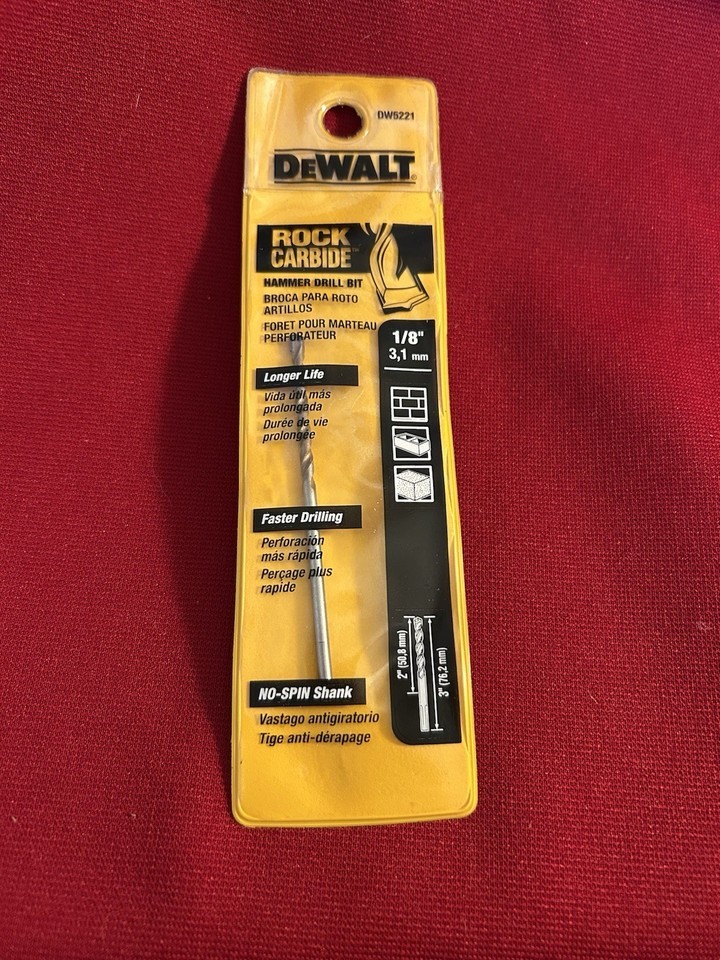 DW5221
DEWALT
ROCK
CARBIDE™
HAMMER DRILL BIT
BROCA PARA ROTO
ARTILLOS
FORET POUR MARTEAU
PERFORATEUR
1/8"
3,1 mm
Longer Life
Vida útil más
prolongada
Durée de vie
prolongée
Faster Drilling
Perforación
más rápida
Perçage plus
rapide
2" (50,8 mm)
3" (76,2 mm)
NO-SPIN Shank
Vastago antigiratorio
Tige anti-dérapage